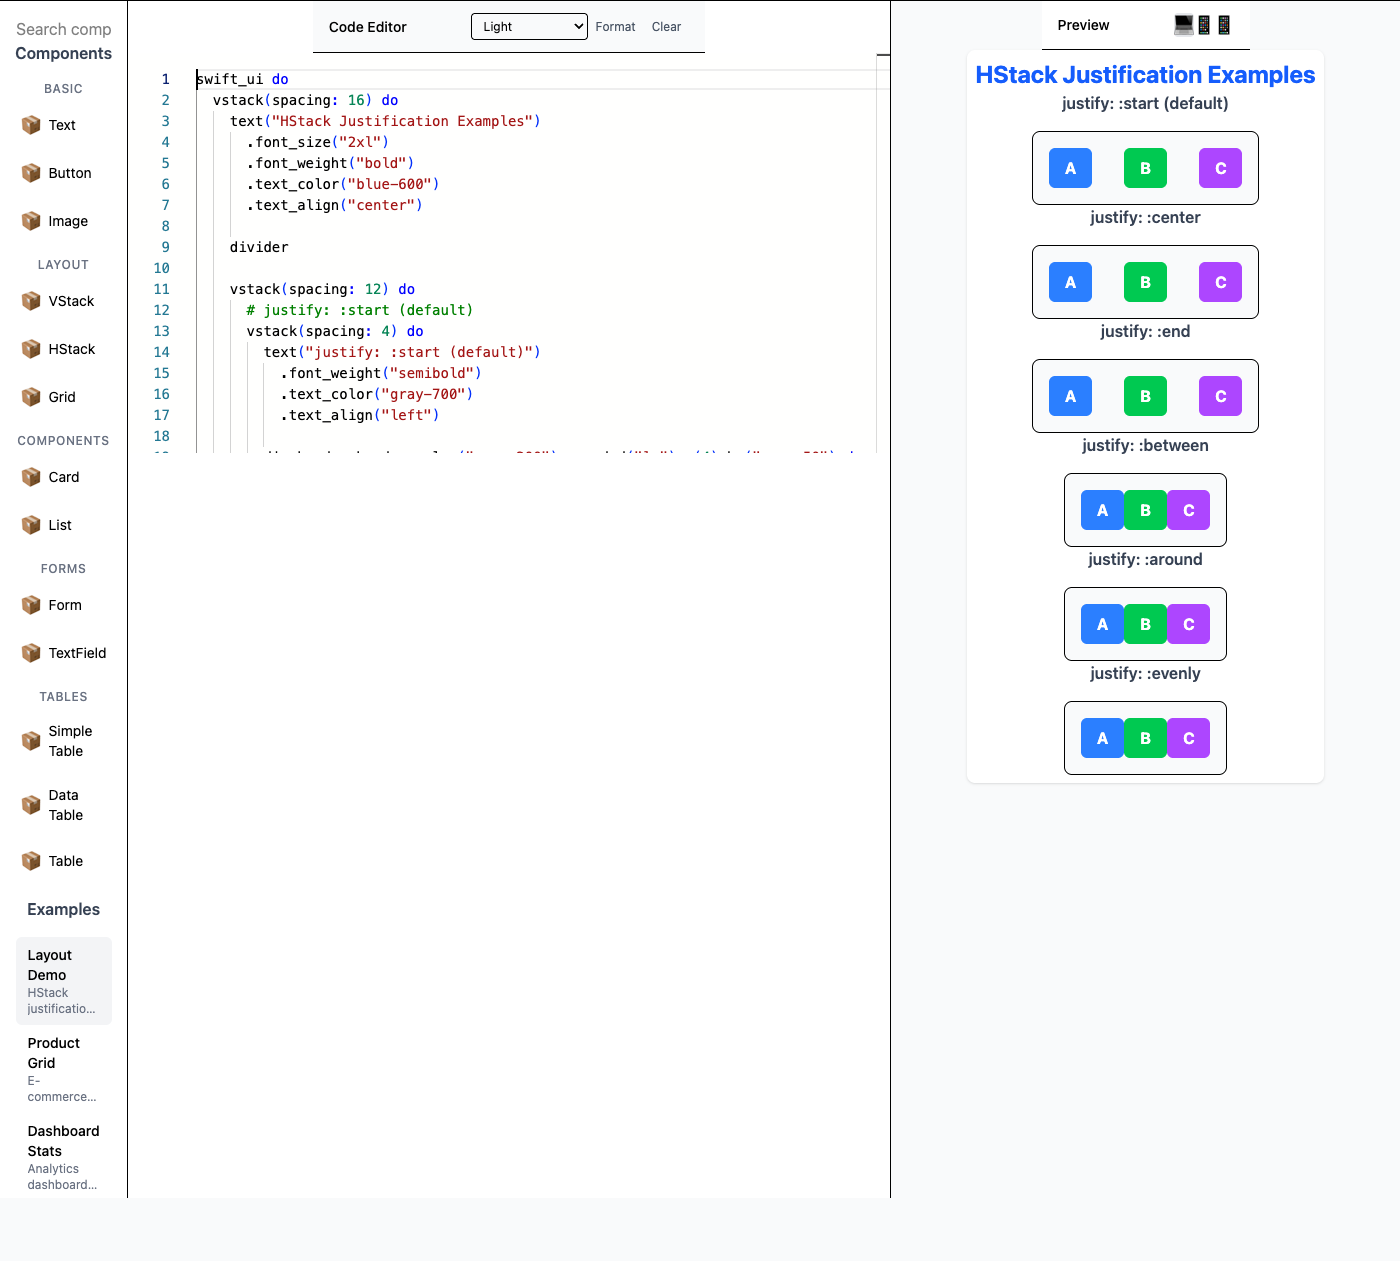 Search comp
Components
BASIC
Text
Button
Image
LAYOUT
VStack
HStack
Grid
COMPONENTS
Card
List
FORMS
Form
TextField
TABLES
Simple
Table
Data
Table
Table
Examples
Layout
Demo
HStack
justificatio...
Product
Grid
E-
commerce...
Dashboard
Stats
Analytics
dashboard...
Code Editor
Light
Format
Clear
1 swift_ui do
2 vstack(spacing: 16) do
3 text("HStack Justification Examples")
4 .font_size("2xl")
5 .font_weight("bold")
6 .text_color("blue-600")
7 .text_align("center")
8
9 divider
10
11 vstack(spacing: 12) do
12 # justify: :start (default)
13 vstack(spacing: 4) do
14 text("justify: :start (default)")
15 .font_weight("semibold")
16 .text_color("gray-700")
17 .text_align("left")
18
Preview
HStack Justification Examples
justify: :start (default)
A B C
justify: :center
A B C
justify: :end
A B C
justify: :between
A B C
justify: :around
A B C
justify: :evenly
A B C